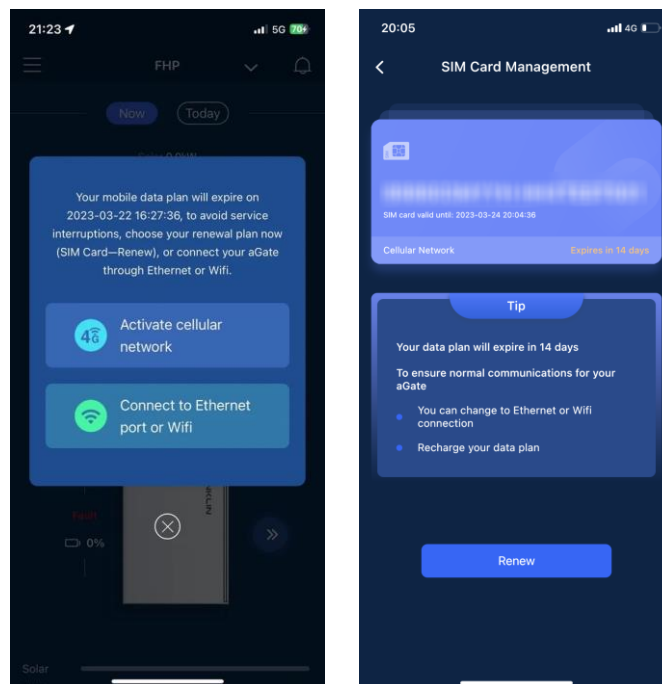 21:23
5G 70
FHP
Now
Today
Your mobile data plan will expire on
2023-03-22 16:27:36, to avoid service
interruptions, choose your renewal plan now
(SIM Card—Renew), or connect your aGate
through Ethernet or Wifi.
4G
Activate cellular
network
Connect to Ethernet
port or Wifi
Fault
0%
Solar
20:05
4G
SIM Card Management
SIM card valid until: 2023-03-24 20:04:36
Cellular Network
Expires in 14 days
Tip
Your data plan will expire in 14 days
To ensure normal communications for your
aGate
You can change to Ethernet or Wifi
connection
Recharge your data plan
Renew